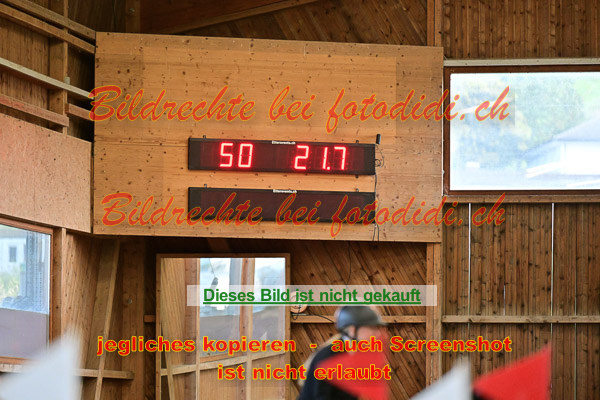 Bildrechte bei fotodidi.ch
50 21.7
Bildrechte bei fotodidi.ch
Dieses Bild ist nicht gekauft
jegliches kopieren - auch Screenshot
ist nicht erlaubt